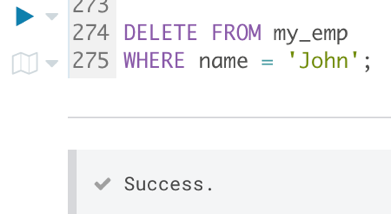 273
274 DELETE FROM my_emp
275 WHERE name = 'John';
Success.